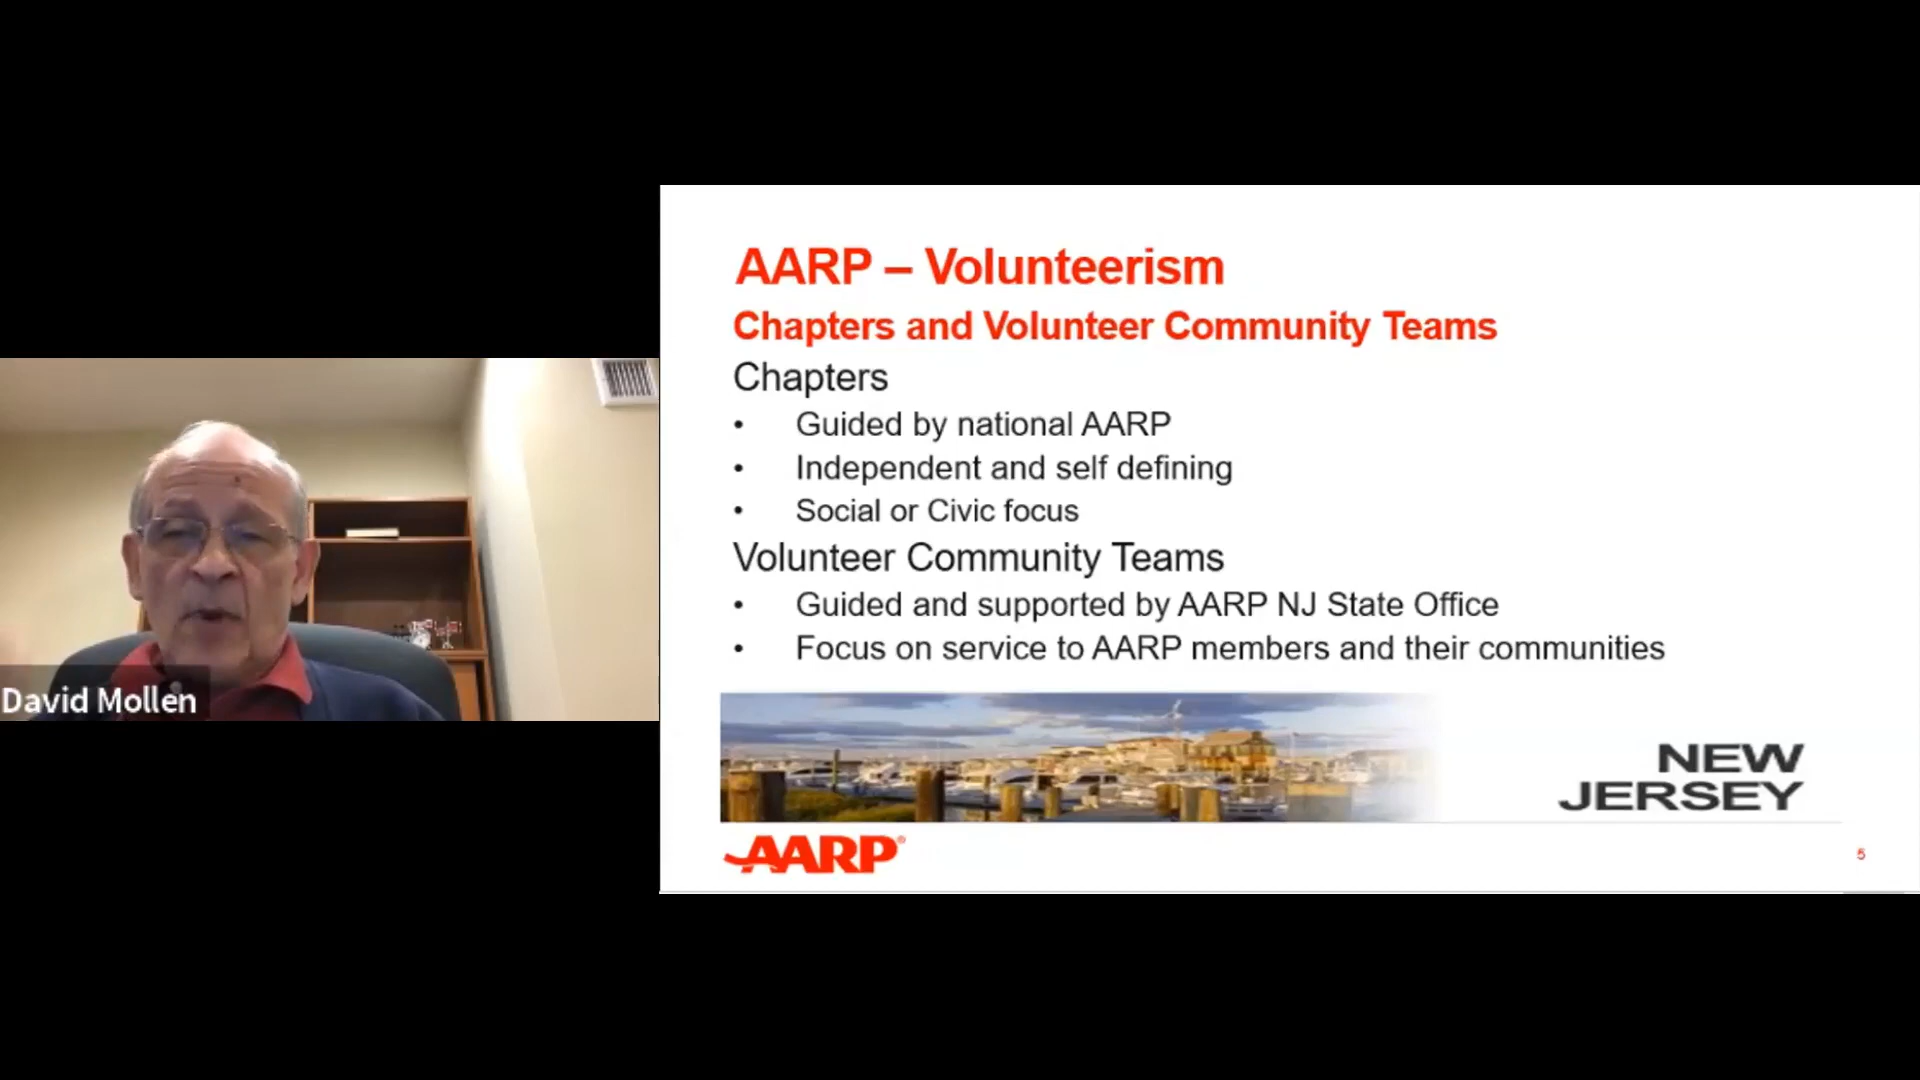 David Mollen
AARP – Volunteerism
Chapters and Volunteer Community Teams
Chapters
• Guided by national AARP
• Independent and self defining
• Social or Civic focus
Volunteer Community Teams
• Guided and supported by AARP NJ State Office
• Focus on service to AARP members and their communities
NEW
JERSEY
AARP®
5